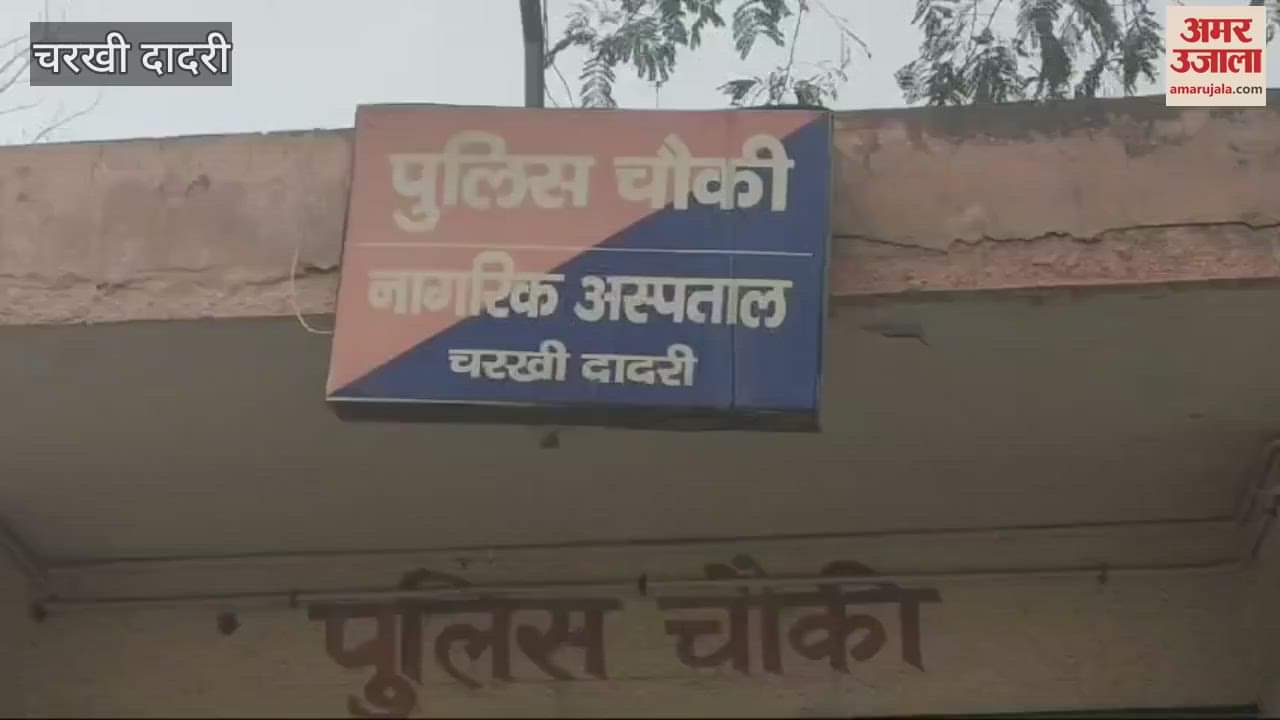 चरखी दादरी
अमर
उजाला
amarujala.com
पुलिस चौकी
नागरिक अस्पताल
चरखी दादरी
पुलिस चौकी